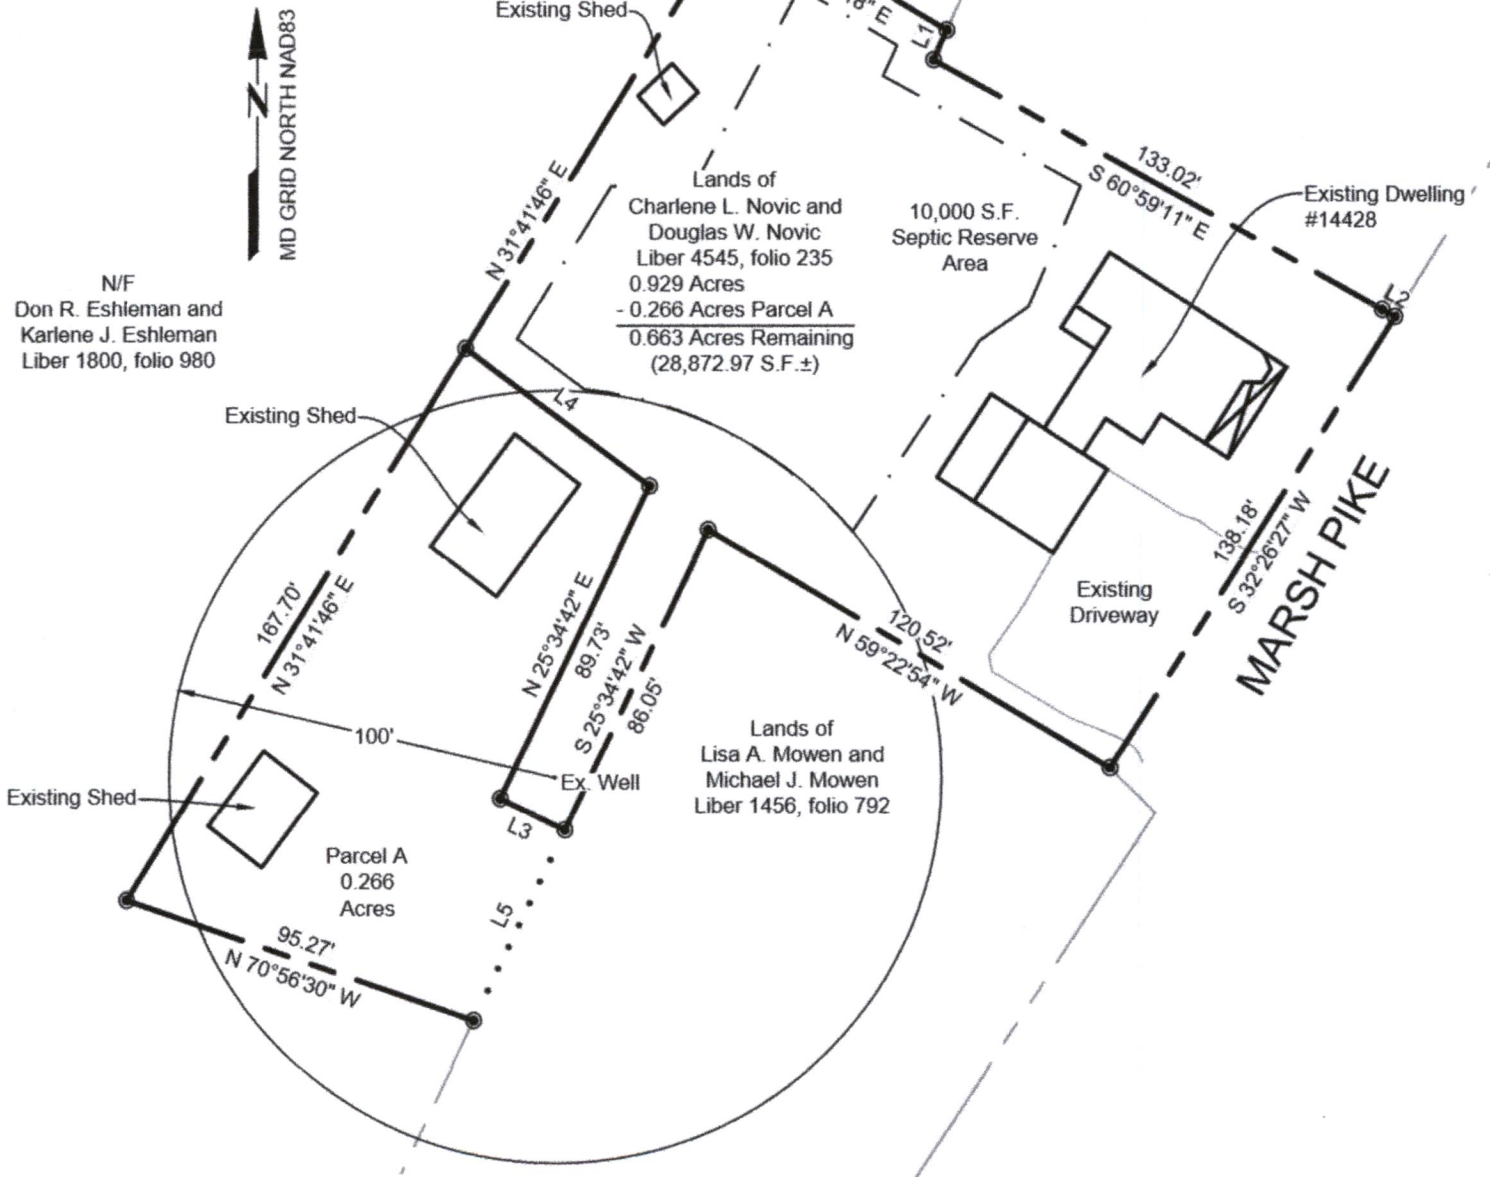 Existing Shed
8" E
L1
MD GRID NORTH NAD83
N
N 31°41'46" E
Lands of
Charlene L. Novic and
Douglas W. Novic
Liber 4545, folio 235
0.929 Acres
- 0.266 Acres Parcel A
0.663 Acres Remaining
(28,872.97 S.F.±)
10,000 S.F.
Septic Reserve
Area
133.02'
S 60°59'11" E
Existing Dwelling
#14428
L2
N/F
Don R. Eshleman and
Karlene J. Eshleman
Liber 1800, folio 980
Existing Shed
L4
138.18'
S 32°26'27" W
MARSH PIKE
Existing
Driveway
167.70'
N 31°41'46" E
N 25°34'42" E
89.73'
S 25°34'42" W
86.05'
120.52'
N 59°22'54" W
100'
Ex. Well
Lands of
Lisa A. Mowen and
Michael J. Mowen
Liber 1456, folio 792
Existing Shed
L3
Parcel A
0.266
Acres
L5
95.27'
N 70°56'30" W